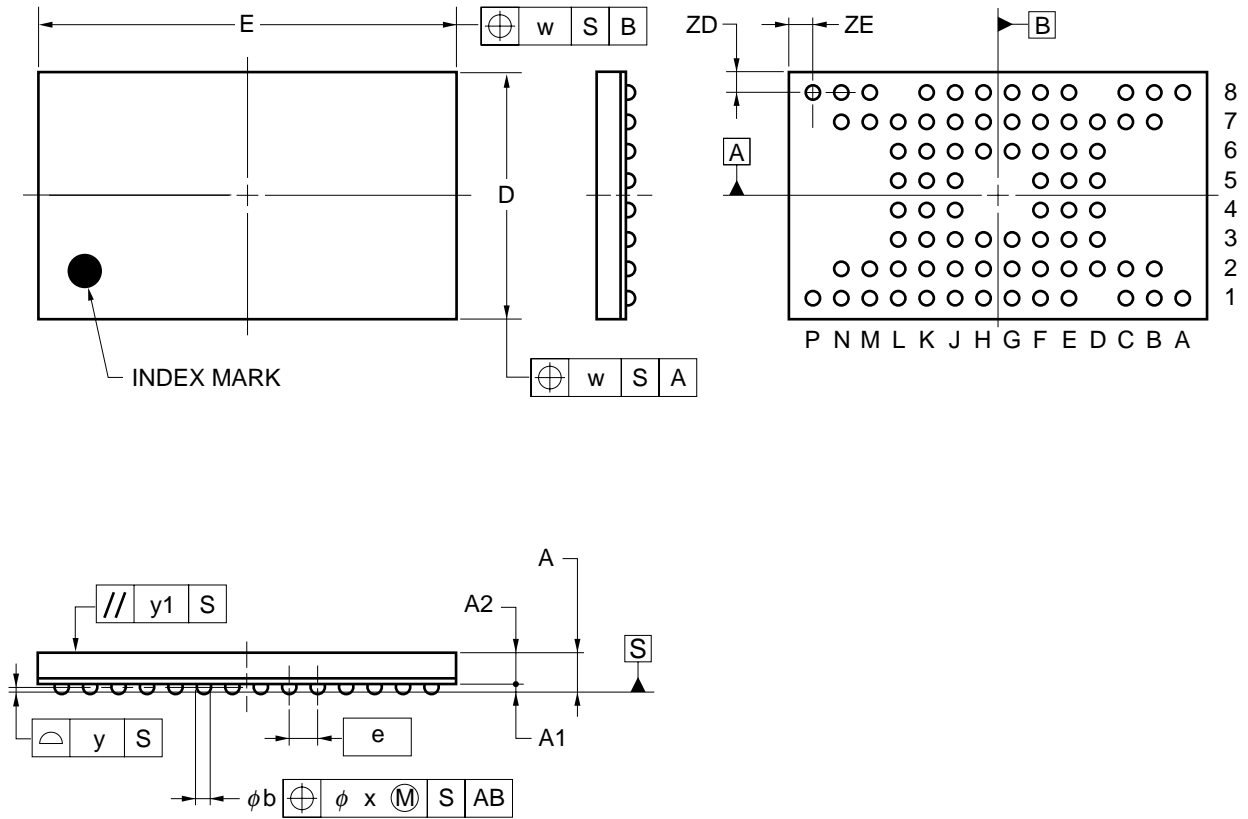 E
w S B
ZD
ZE
B
8
7
A
6
5
D
4
3
2
1
P N M L K J H G F E D C B A
INDEX MARK
w S A
A
// y1 S
A2
S
y S
e
A1
ϕb ϕ x Ⓜ S AB